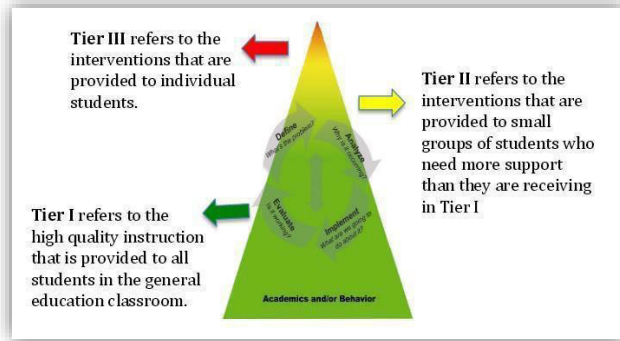 Tier III refers to the
interventions that are
provided to individual
students.
Tier II refers to the
interventions that are
provided to small
groups of students who
need more support
than they are receiving
in Tier I
Define
What's the problem?
Analyze
Why is it occurring?
Implement
What are we going to
do about it?
Evaluate
Is it working?
Tier I refers to the
high quality instruction
that is provided to all
students in the general
education classroom.
Academics and/or Behavior